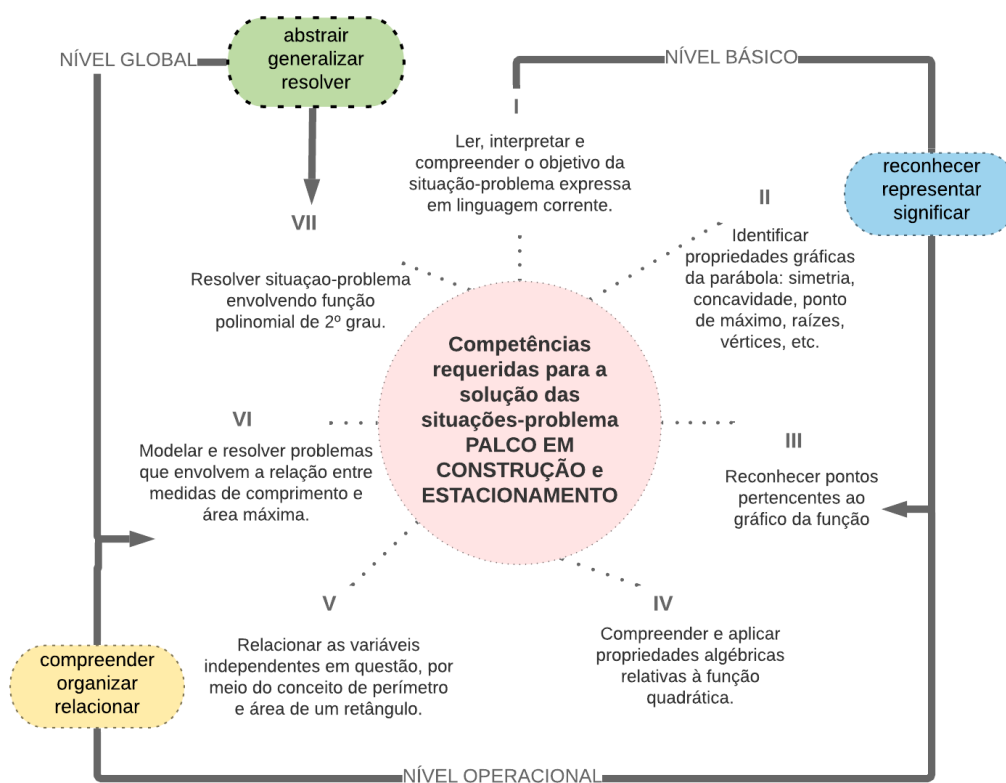 NÍVEL GLOBAL
abstrair
generalizar
resolver
NÍVEL BÁSICO
reconhecer
representar
significar
I
Ler, interpretar e
compreender o objetivo da
situação-problema expressa
em linguagem corrente.
II
Identificar
propriedades gráficas
da parábola: simetria,
concavidade, ponto
de máximo, raízes,
vértices, etc.
VII
Resolver situaçao-problema
envolvendo função
polinomial de 2º grau.
Competências
requeridas para a
solução das
situações-problema
PALCO EM
CONSTRUÇÃO e
ESTACIONAMENTO
VI
Modelar e resolver problemas
que envolvem a relação entre
medidas de comprimento e
área máxima.
III
Reconhecer pontos
pertencentes ao
gráfico da função
V
Relacionar as variáveis
independentes em questão, por
meio do conceito de perímetro
e área de um retângulo.
IV
Compreender e aplicar
propriedades algébricas
relativas à função
quadrática.
compreender
organizar
relacionar
NÍVEL OPERACIONAL